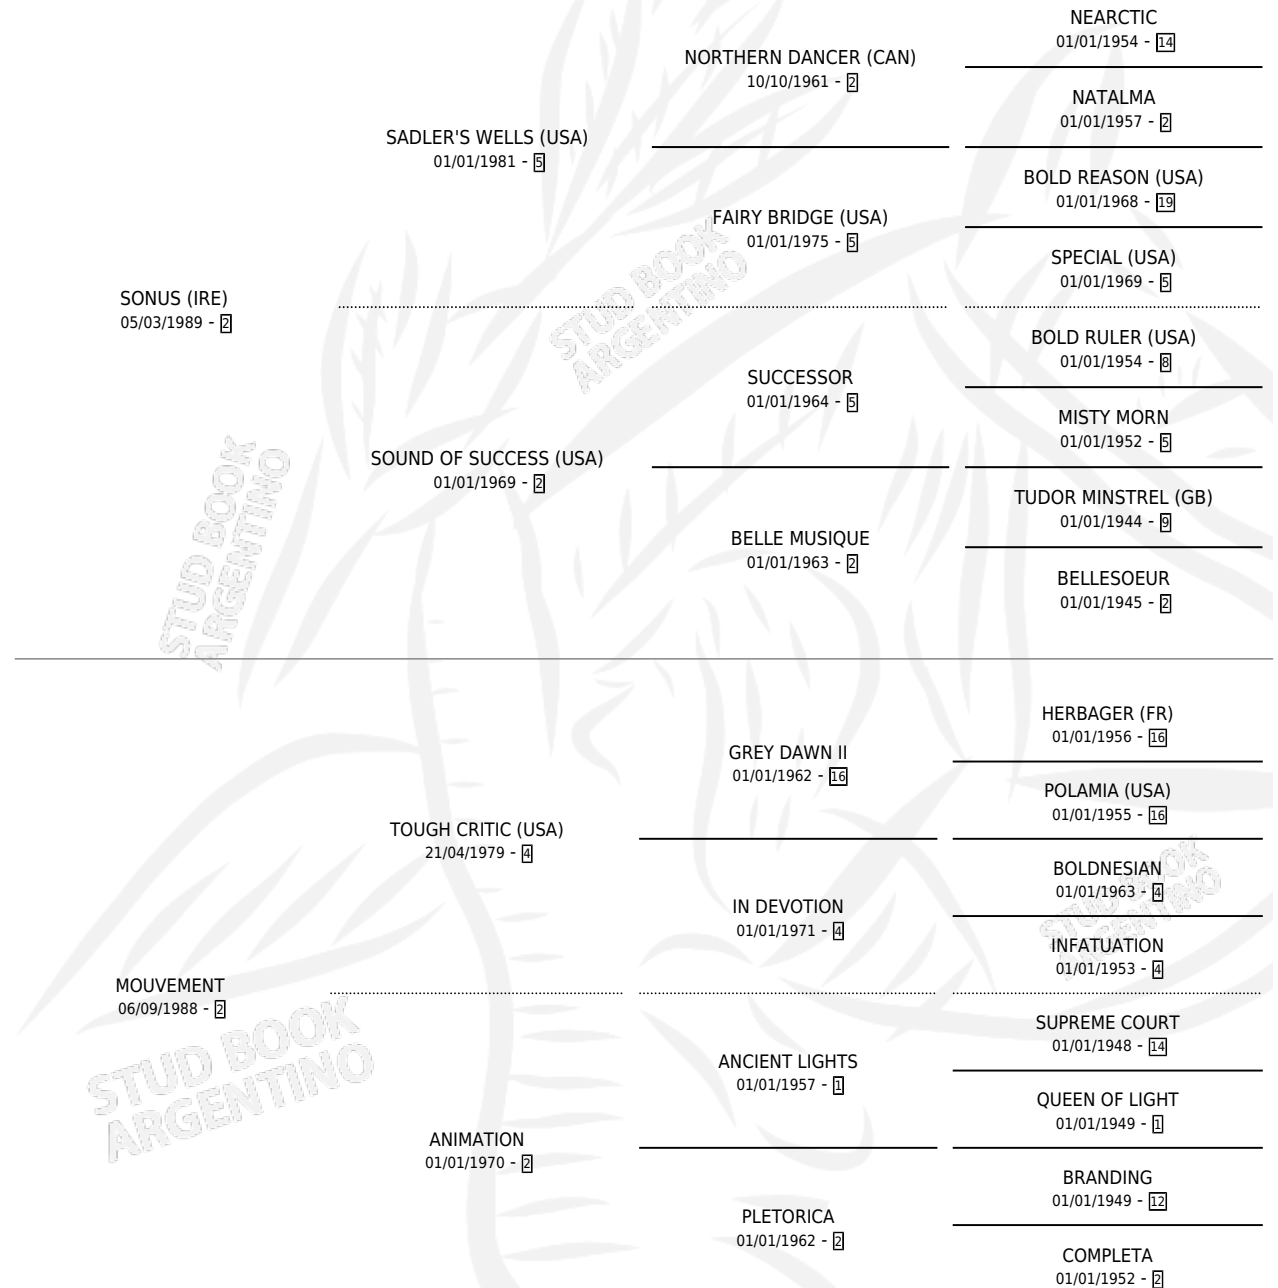 NEARCTIC
01/01/1954 - 14
NORTHERN DANCER (CAN)
10/10/1961 - 2
NATALMA
01/01/1957 - 2
SADLER'S WELLS (USA)
01/01/1981 - 5
BOLD REASON (USA)
01/01/1968 - 19
FAIRY BRIDGE (USA)
01/01/1975 - 5
SPECIAL (USA)
01/01/1969 - 5
SONUS (IRE)
05/03/1989 - 2
BOLD RULER (USA)
01/01/1954 - 8
SUCCESSOR
01/01/1964 - 5
MISTY MORN
01/01/1952 - 5
SOUND OF SUCCESS (USA)
01/01/1969 - 2
TUDOR MINSTREL (GB)
01/01/1944 - 9
BELLE MUSIQUE
01/01/1963 - 2
BELLESOEUR
01/01/1945 - 2
HERBAGER (FR)
01/01/1956 - 16
GREY DAWN II
01/01/1962 - 16
POLAMIA (USA)
01/01/1955 - 16
TOUGH CRITIC (USA)
21/04/1979 - 4
BOLDNESIAN
01/01/1963 - 4
IN DEVOTION
01/01/1971 - 4
INFATUATION
01/01/1953 - 4
MOUVEMENT
06/09/1988 - 2
SUPREME COURT
01/01/1948 - 14
ANCIENT LIGHTS
01/01/1957 - 1
QUEEN OF LIGHT
01/01/1949 - 1
ANIMATION
01/01/1970 - 2
BRANDING
01/01/1949 - 12
PLETORICA
01/01/1962 - 2
COMPLETA
01/01/1952 - 2
STUD BOOK
ARGENTINO
STUD BOOK
ARGENTINO
STUD BOOK
ARGENTINO
STUD BOOK
ARGENTINO